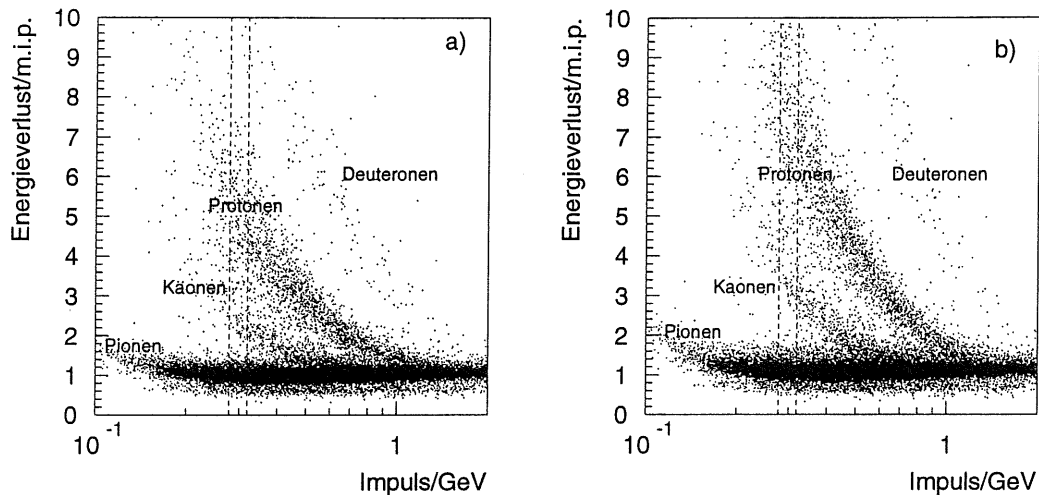 a)
Energieverlust/m.i.p.
10
9
8
7
6
5
4
3
2
1
0
Deuteronen
Protonen
Kaonen
Pionen
10⁻¹
1
Impuls/GeV
b)
Energieverlust/m.i.p.
10
9
8
7
6
5
4
3
2
1
0
Protonen
Deuteronen
Kaonen
Pionen
10⁻¹
1
Impuls/GeV